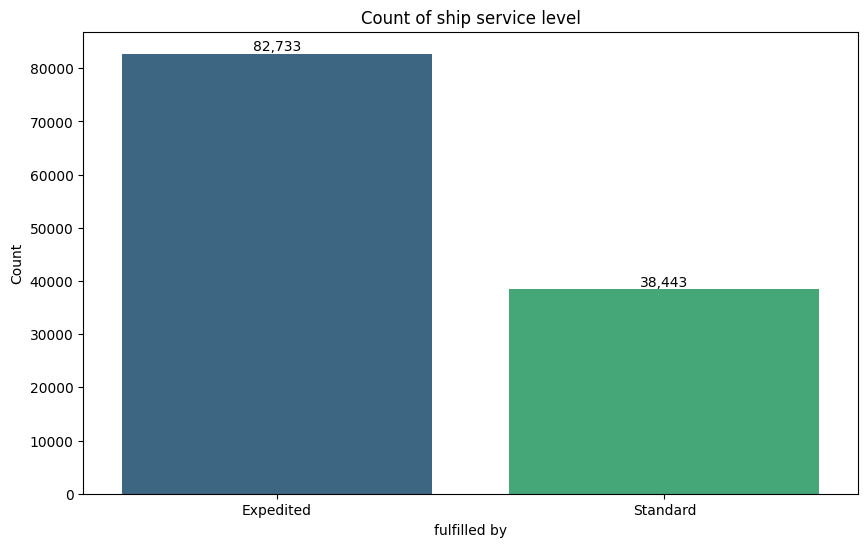 Count of ship service level
82,733
38,443
80000
70000
60000
50000
40000
30000
20000
10000
0
Count
Expedited
Standard
fulfilled by